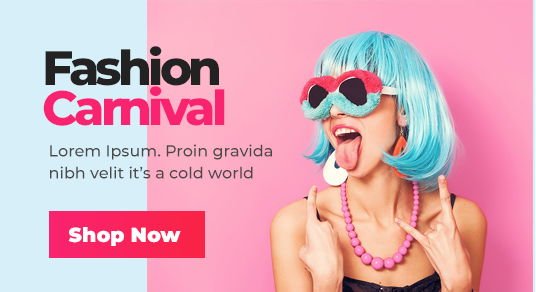 Fashion
Carnival
Lorem Ipsum. Proin gravida
nibh velit it's a cold world
Shop Now